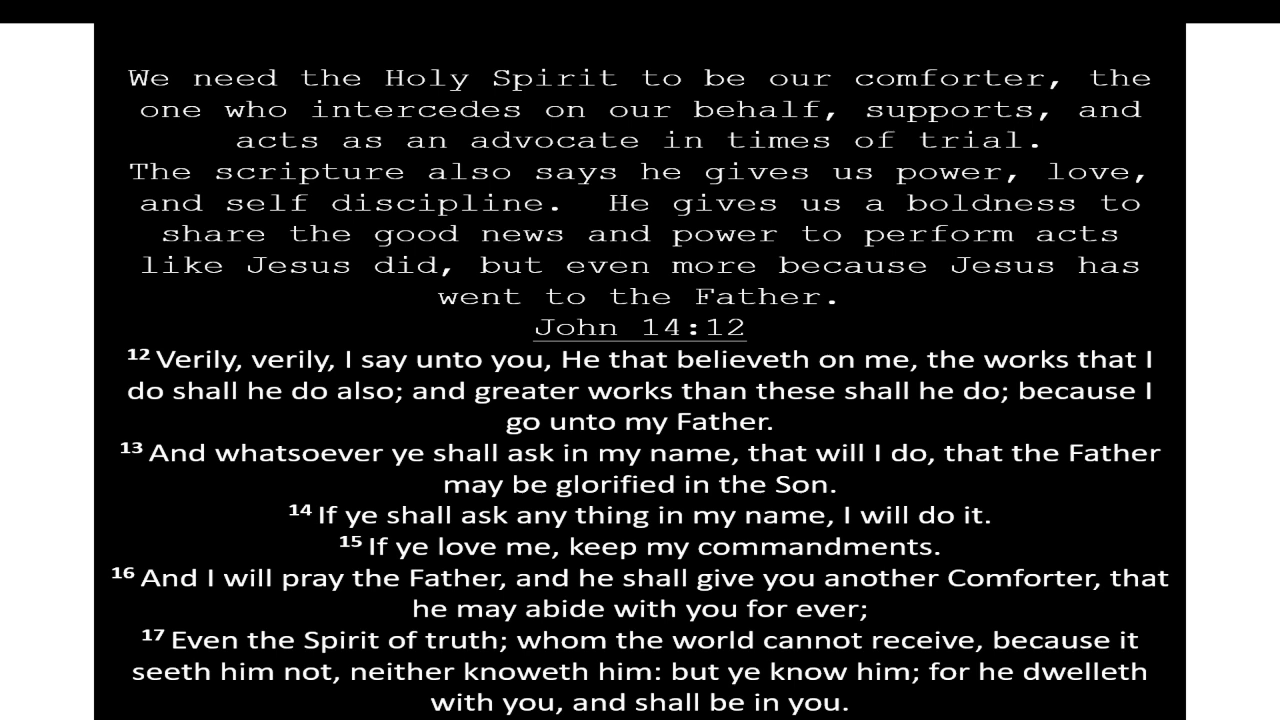 We need the Holy Spirit to be our comforter, the
one who intercedes on our behalf, supports, and
acts as an advocate in times of trial.
The scripture also says he gives us power, love,
and self discipline.  He gives us a boldness to
share the good news and power to perform acts
like Jesus did, but even more because Jesus has
went to the Father.
John 14:12
12 Verily, verily, I say unto you, He that believeth on me, the works that I
do shall he do also; and greater works than these shall he do; because I
go unto my Father.
13 And whatsoever ye shall ask in my name, that will I do, that the Father
may be glorified in the Son.
14 If ye shall ask any thing in my name, I will do it.
15 If ye love me, keep my commandments.
16 And I will pray the Father, and he shall give you another Comforter, that
he may abide with you for ever;
17 Even the Spirit of truth; whom the world cannot receive, because it
seeth him not, neither knoweth him: but ye know him; for he dwelleth
with you, and shall be in you.